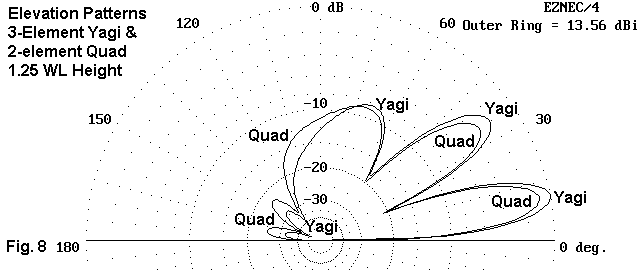 Elevation Patterns
3-Element Yagi &
2-element Quad
1.25 WL Height
0 dB
EZNEC/4
Outer Ring = 13.56 dBi
120
60
150
30
-10
-20
-30
Yagi
Quad
Yagi
Quad
Quad
Yagi
Quad
Yagi
Fig. 8
180
0 deg.